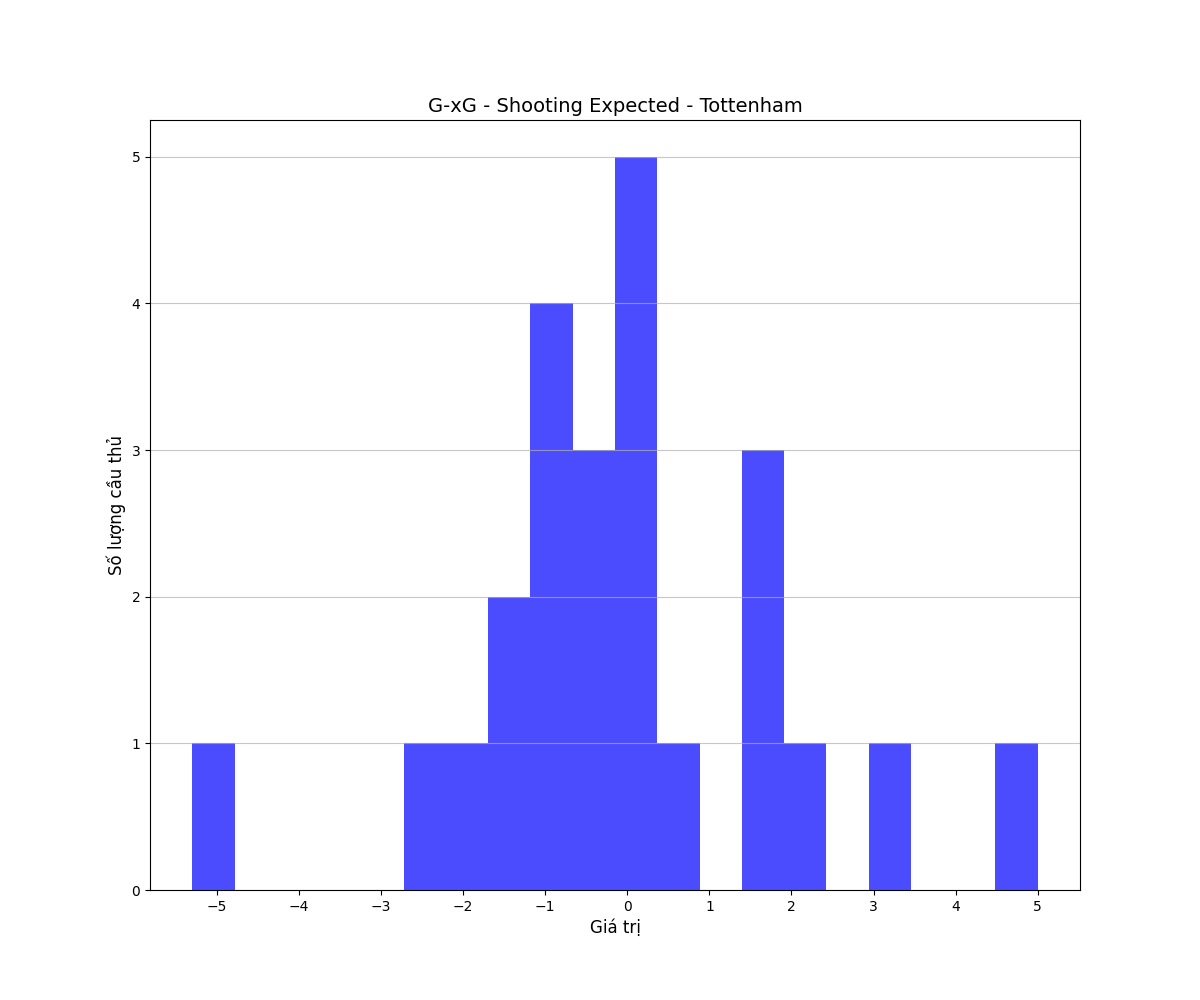 G-xG - Shooting Expected - Tottenham
Số lượng cầu thủ
5
4
3
2
1
0
−5 −4 −3 −2 −1 0 1 2 3 4 5
Giá trị